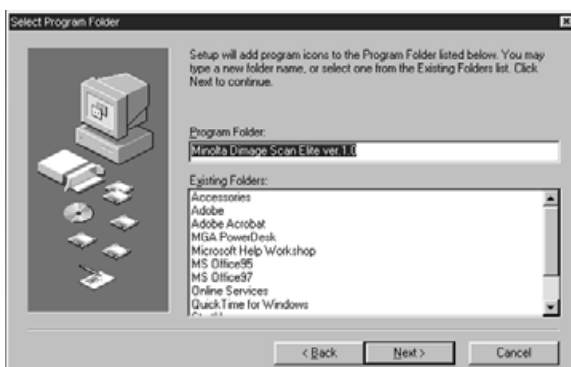 Select Program Folder
Setup will add program icons to the Program Folder listed below. You may
type a new folder name, or select one from the Existing Folders list. Click
Next to continue.
Program Folder:
Minolta Dimage Scan Elite ver.1.0
Existing Folders:
Accessories
Adobe
Adobe Acrobat
MGA PowerDesk
Microsoft Help Workshop
MS Office95
MS Office97
Online Services
QuickTime for Windows
< Back
Next >
Cancel